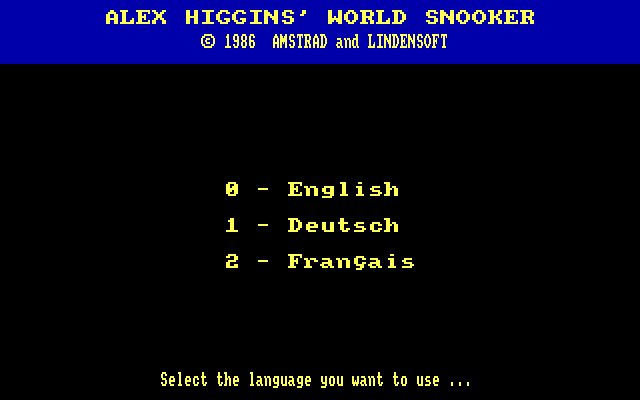 ALEX HIGGINS' WORLD SNOOKER
© 1986 AMSTRAD and LINDENSOFT
0 - English
1 - Deutsch
2 - Français
Select the language you want to use ...